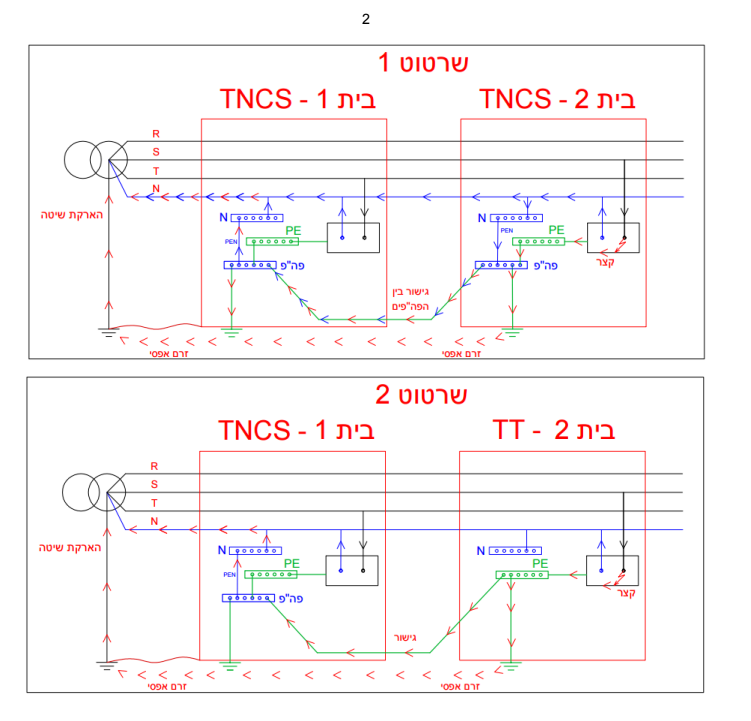 2
שרטוט 1
בית 1 - TNCS
בית 2 - TNCS
R
S
T
N
הארקת שיטה
N
PE
PEN
פה"פ
N
PE
PEN
פה"פ
קצר
גישור בין
הפה"פים
זרם אפסי
זרם אפסי
שרטוט 2
בית 1 - TNCS
בית 2 - TT
R
S
T
N
הארקת שיטה
N
PE
PEN
פה"פ
N
PE
קצר
גישור
זרם אפסי
זרם אפסי